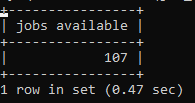 +----------------+
| jobs available |
+----------------+
|            107 |
+----------------+
1 row in set (0.47 sec)